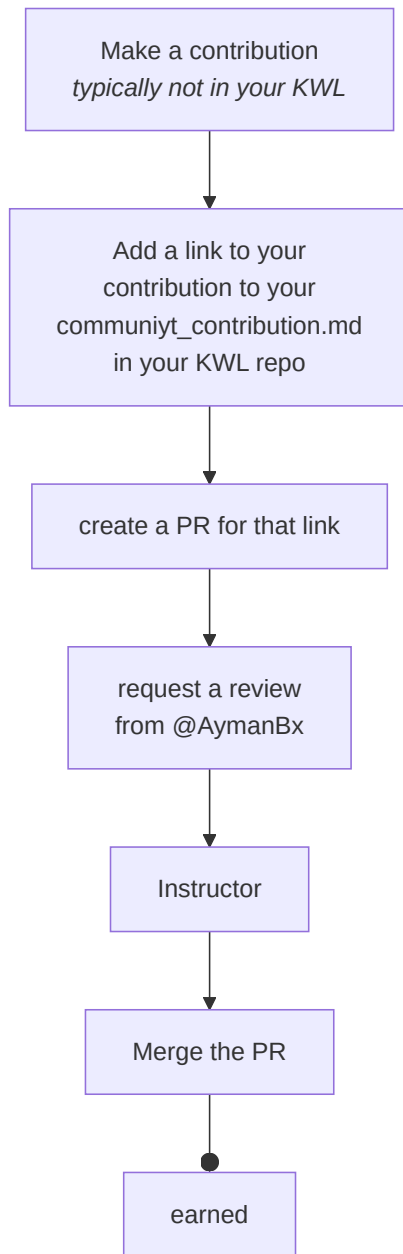 Make a contribution
typically not in your KWL
Add a link to your
contribution to your
communiyt_contribution.md
in your KWL repo
create a PR for that link
request a review
from @AymanBx
Instructor
Merge the PR
earned